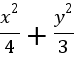 x²/4 + y²/3